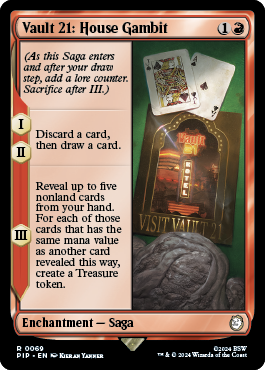 Vault 21: House Gambit 1
(As this Saga enters
and after your draw
step, add a lore counter.
Sacrifice after III.)
I
II
Discard a card,
then draw a card.
III
Reveal up to five
nonland cards
from your hand.
For each of those
cards that has the
same mana value
as another card
revealed this way,
create a Treasure
token.
Vault
21
HOTEL
VISIT VAULT 21
Enchantment — Saga
R 0069
PIP • EN KIERAN YANNER
©2024 BSW
™ & © 2024 Wizards of the Coast